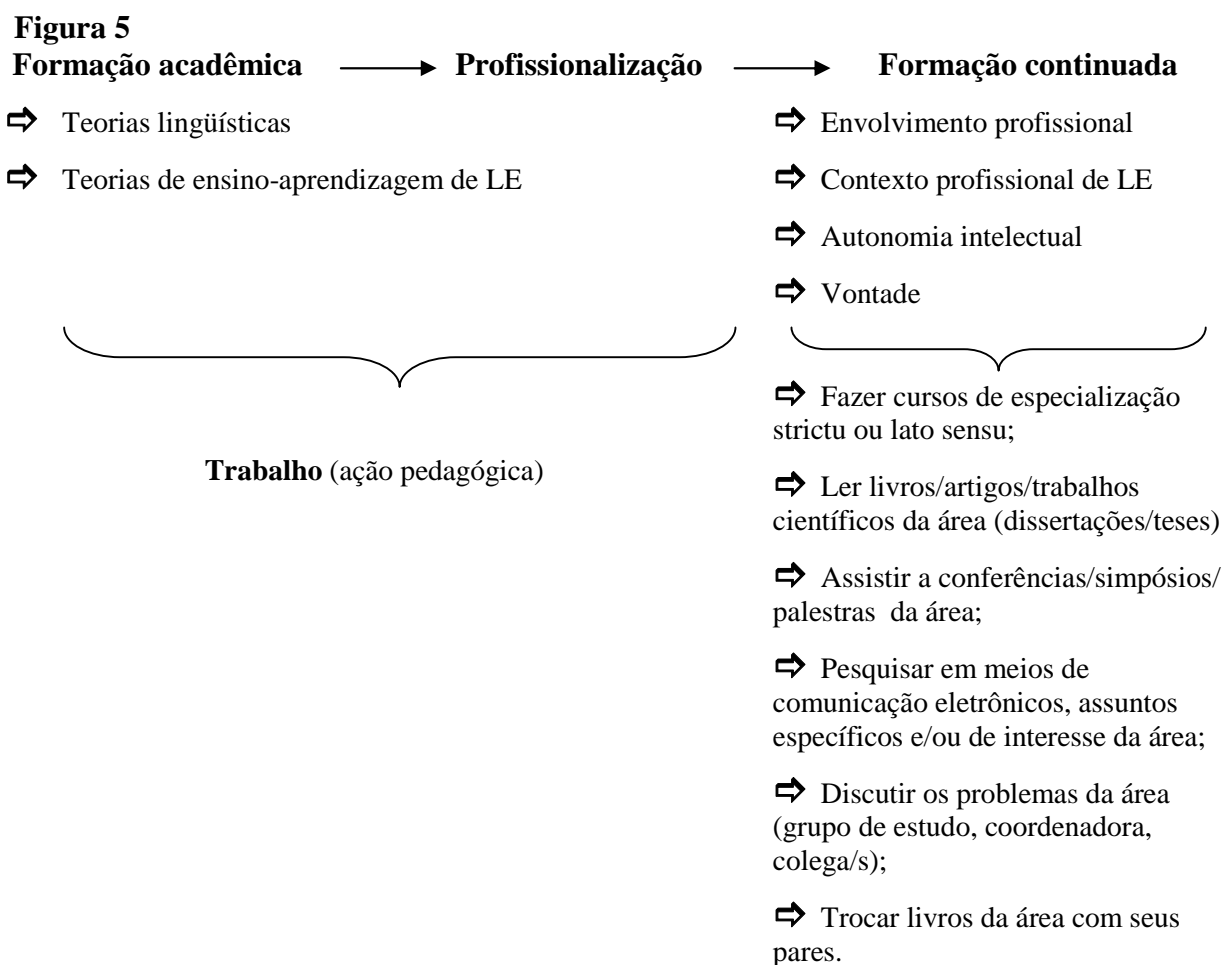 Figura 5
Formação acadêmica Profissionalização Formação continuada
Teorias lingüísticas
Teorias de ensino-aprendizagem de LE
Envolvimento profissional
Contexto profissional de LE
Autonomia intelectual
Vontade
Trabalho (ação pedagógica)
Fazer cursos de especialização
strictu ou lato sensu;
Ler livros/artigos/trabalhos
científicos da área (dissertações/teses)
Assistir a conferências/simpósios/
palestras da área;
Pesquisar em meios de
comunicação eletrônicos, assuntos
específicos e/ou de interesse da área;
Discutir os problemas da área
(grupo de estudo, coordenadora,
colega/s);
Trocar livros da área com seus
pares.